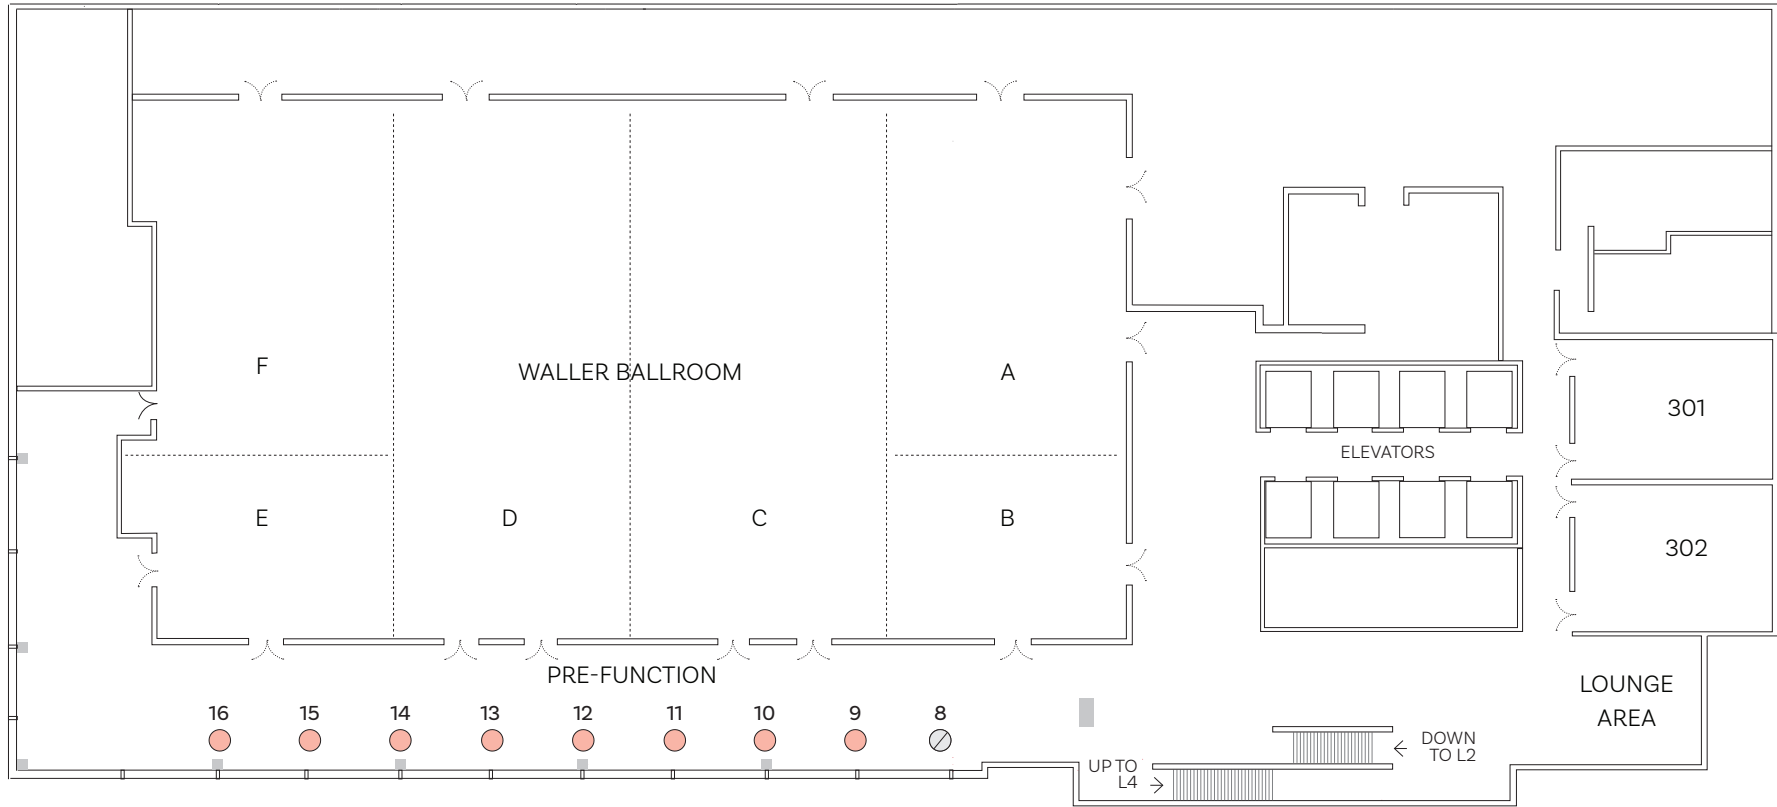 F
WALLER BALLROOM
A
301
ELEVATORS
E
D
C
B
302
PRE-FUNCTION
LOUNGE
AREA
16 15 14 13 12 11 10 9 8
DOWN
TO L2
UP TO
L4